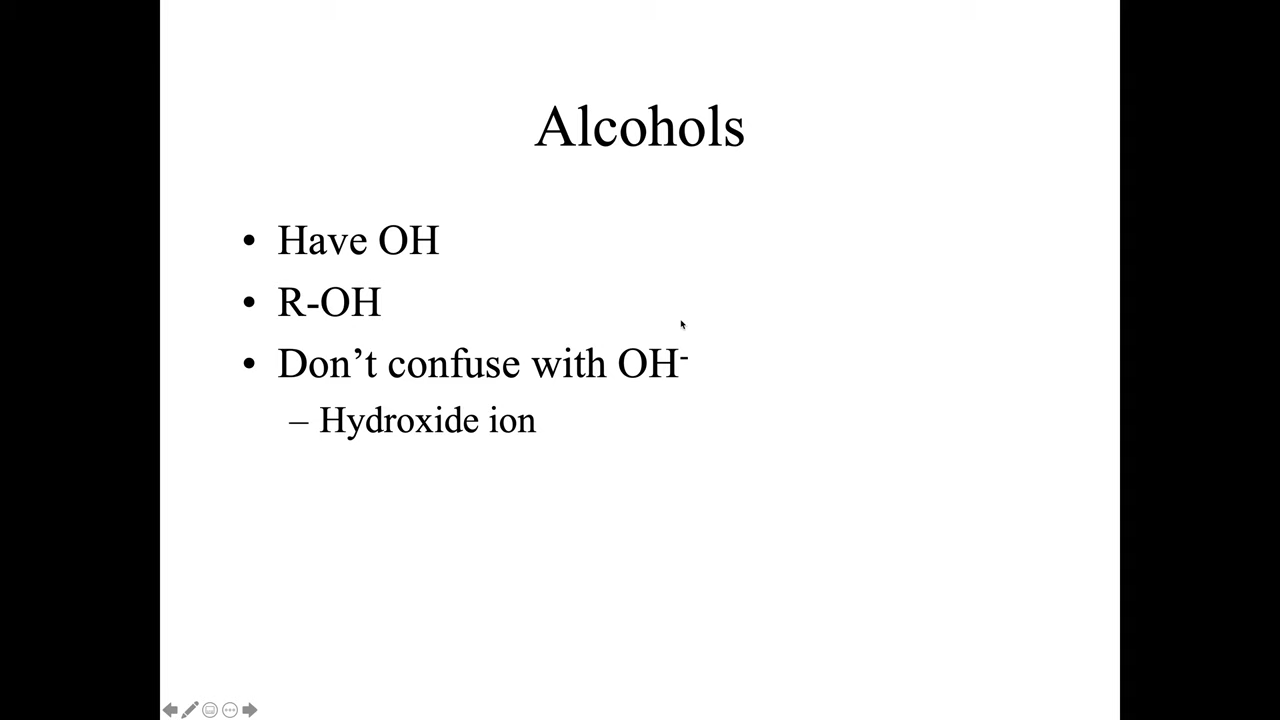 Alcohols
• Have OH
• R-OH
• Don’t confuse with OH⁻
– Hydroxide ion